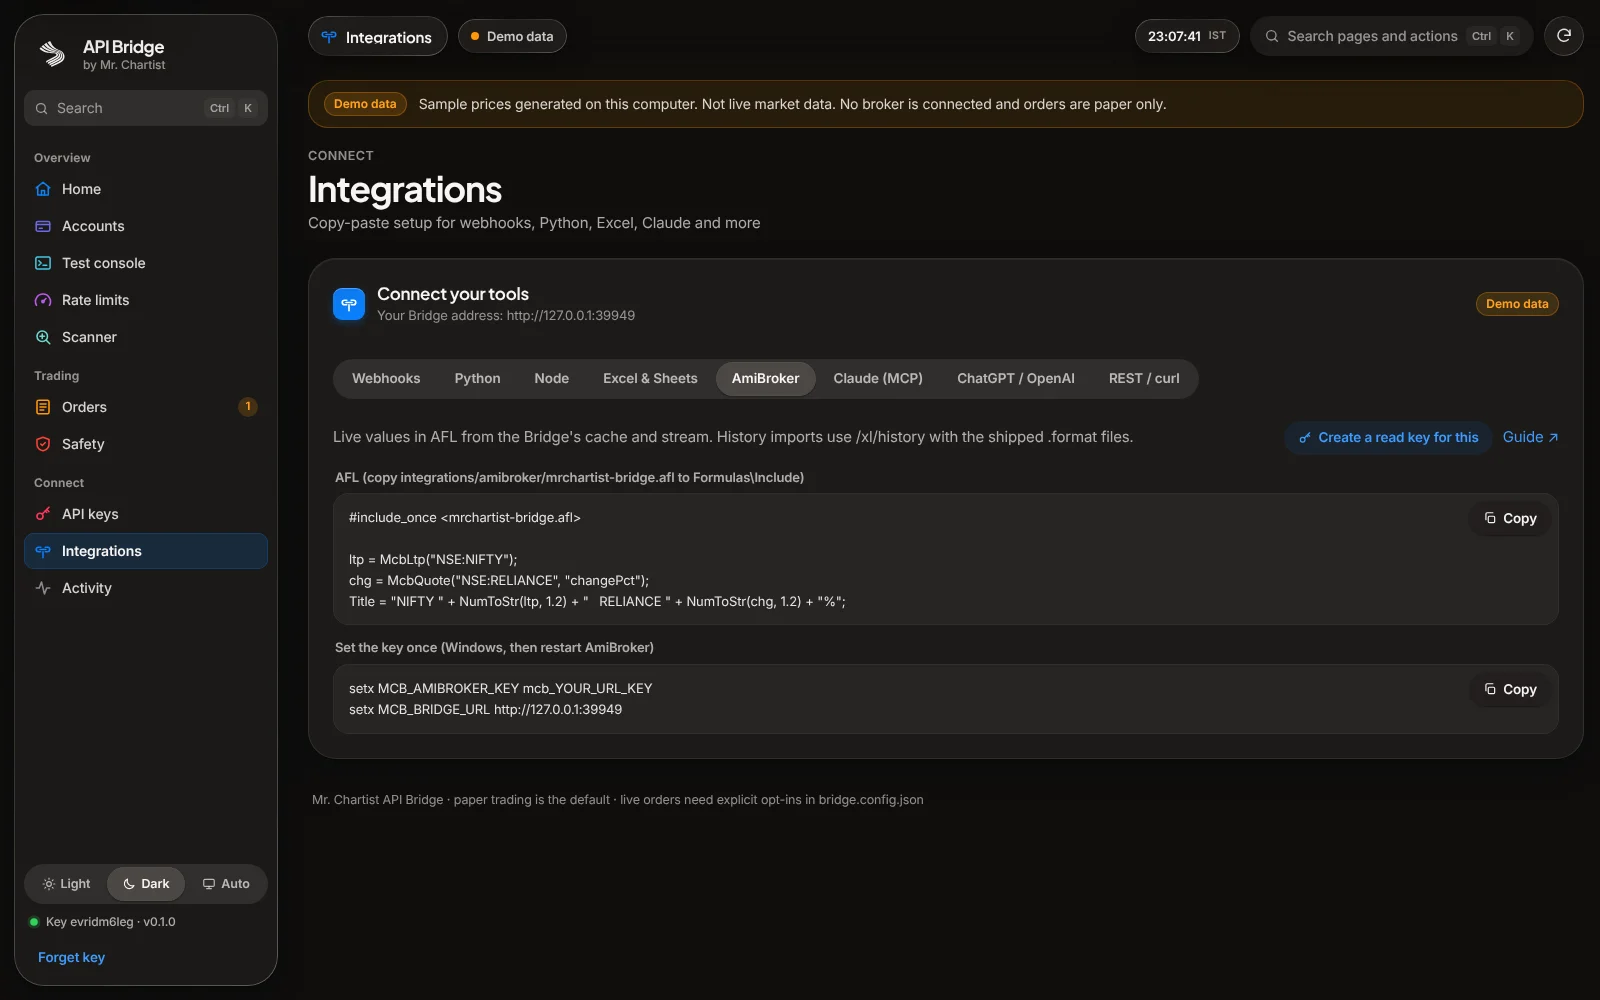 API Bridge
by Mr. Chartist
Search Ctrl K
Overview
Home
Accounts
Test console
Rate limits
Scanner
Trading
Orders 1
Safety
Connect
API keys
Integrations
Activity
Light Dark Auto
Key evridm6leg · v0.1.0
Forget key
Integrations Demo data 23:07:41 IST Search pages and actions Ctrl K
Demo data Sample prices generated on this computer. Not live market data. No broker is connected and orders are paper only.
CONNECT
Integrations
Copy-paste setup for webhooks, Python, Excel, Claude and more
Connect your tools
Your Bridge address: http://127.0.0.1:39949
Demo data
Webhooks Python Node Excel & Sheets AmiBroker Claude (MCP) ChatGPT / OpenAI REST / curl
Live values in AFL from the Bridge's cache and stream. History imports use /xl/history with the shipped .format files. Create a read key for this Guide ↗
AFL (copy integrations/amibroker/mrchartist-bridge.afl to Formulas\Include)
#include_once <mrchartist-bridge.afl> Copy
ltp = McbLtp("NSE:NIFTY");
chg = McbQuote("NSE:RELIANCE", "changePct");
Title = "NIFTY " + NumToStr(ltp, 1.2) + "   RELIANCE " + NumToStr(chg, 1.2) + "%";
Set the key once (Windows, then restart AmiBroker)
setx MCB_AMIBROKER_KEY mcb_YOUR_URL_KEY Copy
setx MCB_BRIDGE_URL http://127.0.0.1:39949
Mr. Chartist API Bridge · paper trading is the default · live orders need explicit opt-ins in bridge.config.json